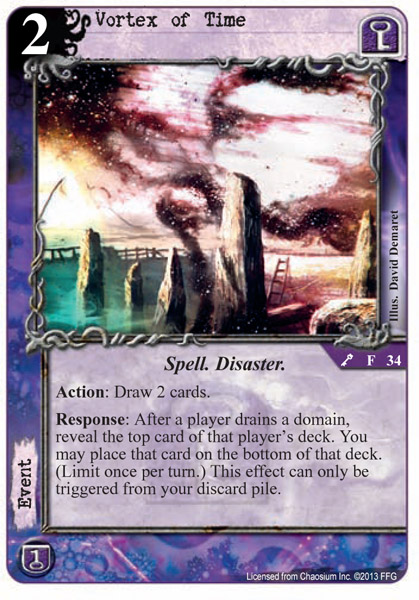 2
Vortex of Time
Illus. David Demaret
Spell. Disaster.
F 34
Action: Draw 2 cards.
Response: After a player drains a domain,
reveal the top card of that player's deck. You
may place that card on the bottom of that deck.
(Limit once per turn.) This effect can only be
triggered from your discard pile.
Event
1
Licensed from Chaosium Inc. ©2013 FFG